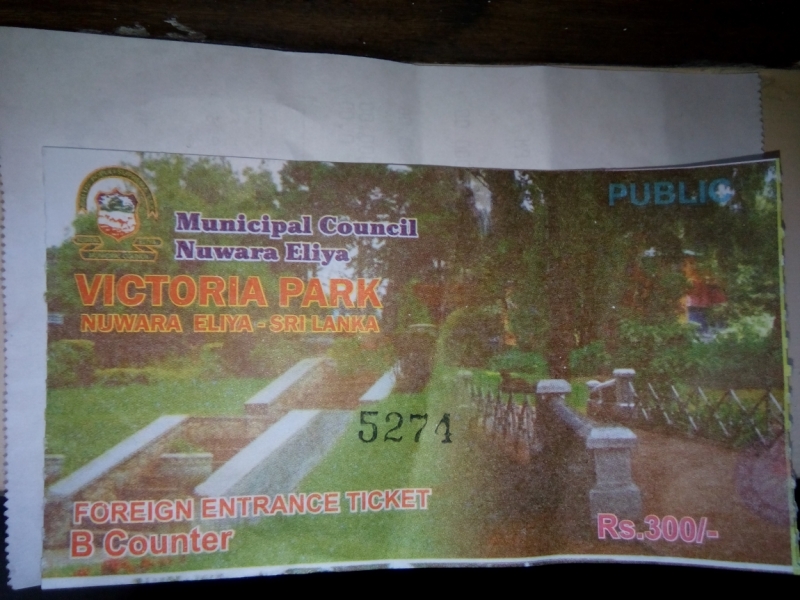 PUBLIC
Municipal Council
Nuwara Eliya
VICTORIA PARK
NUWARA ELIYA - SRI LANKA
5274
FOREIGN ENTRANCE TICKET
B Counter
Rs.300/-